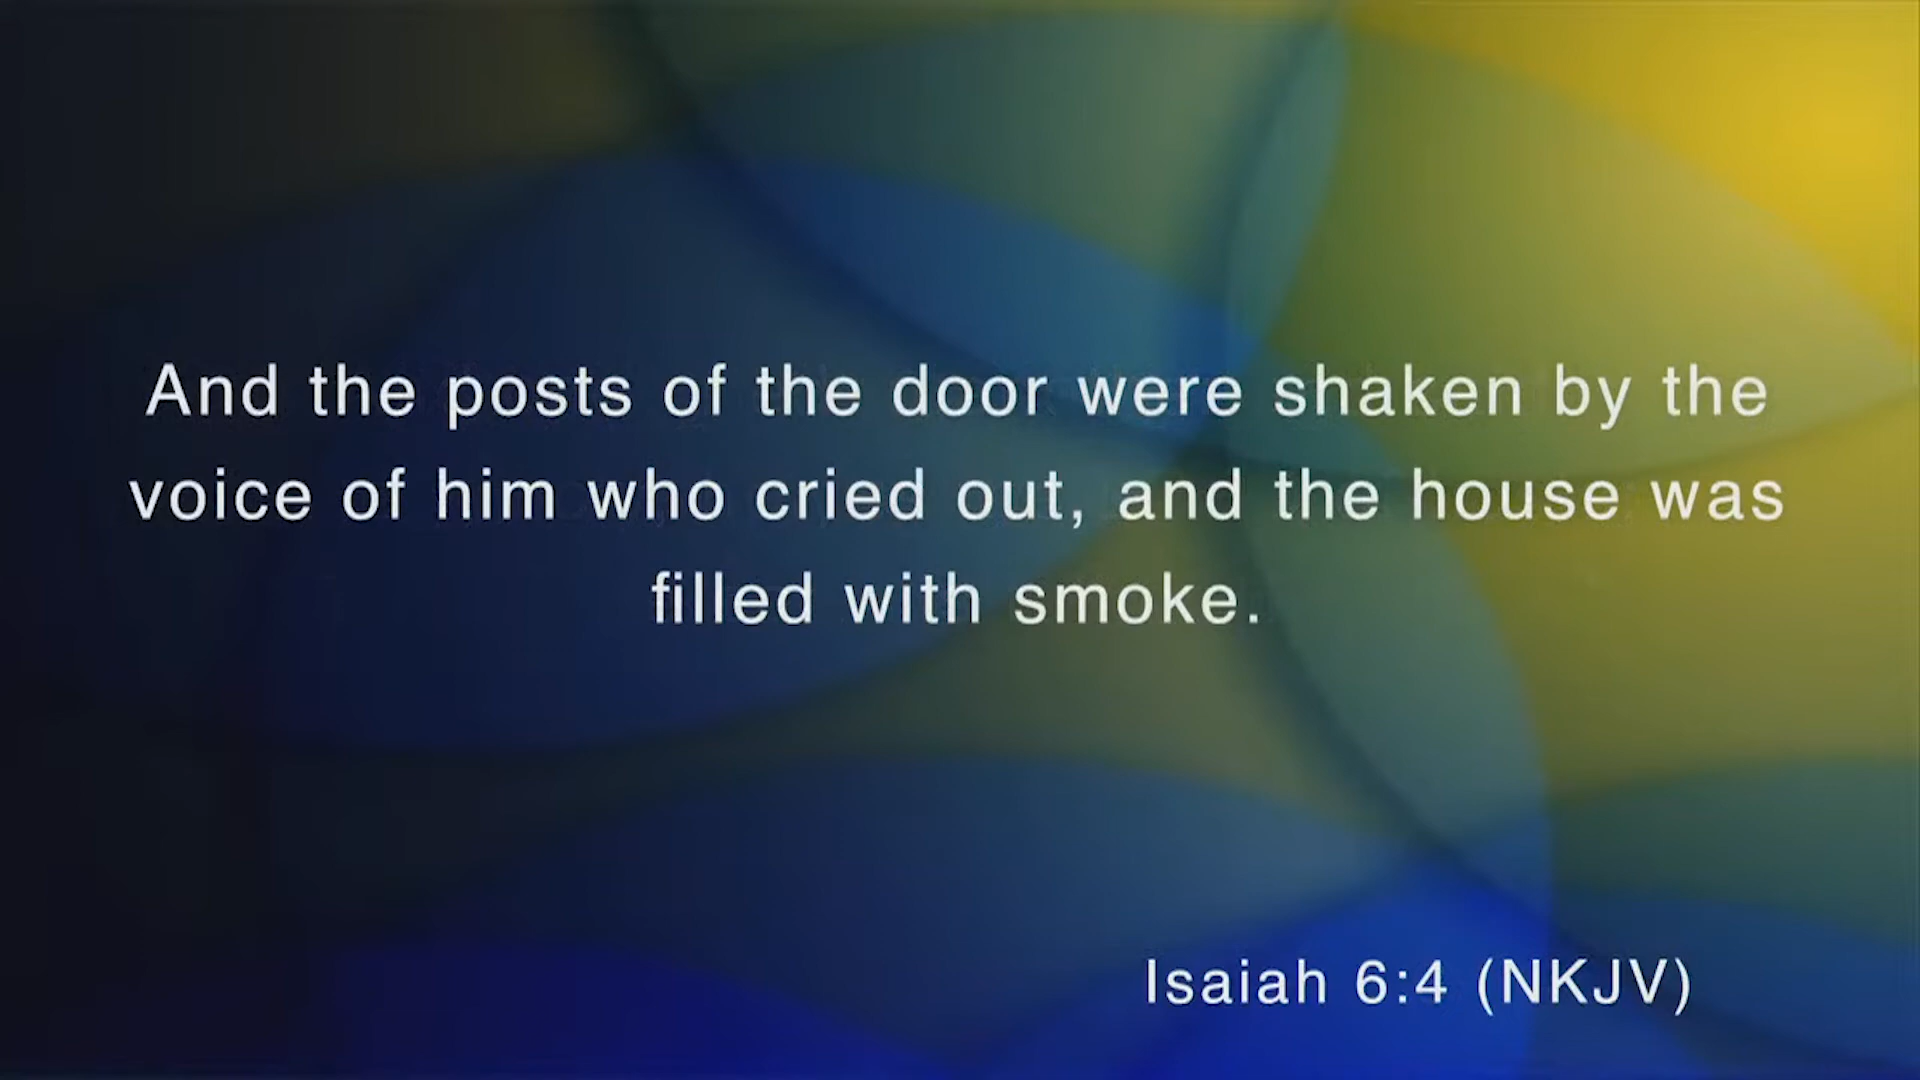 And the posts of the door were shaken by the
voice of him who cried out, and the house was
filled with smoke.
Isaiah 6:4 (NKJV)